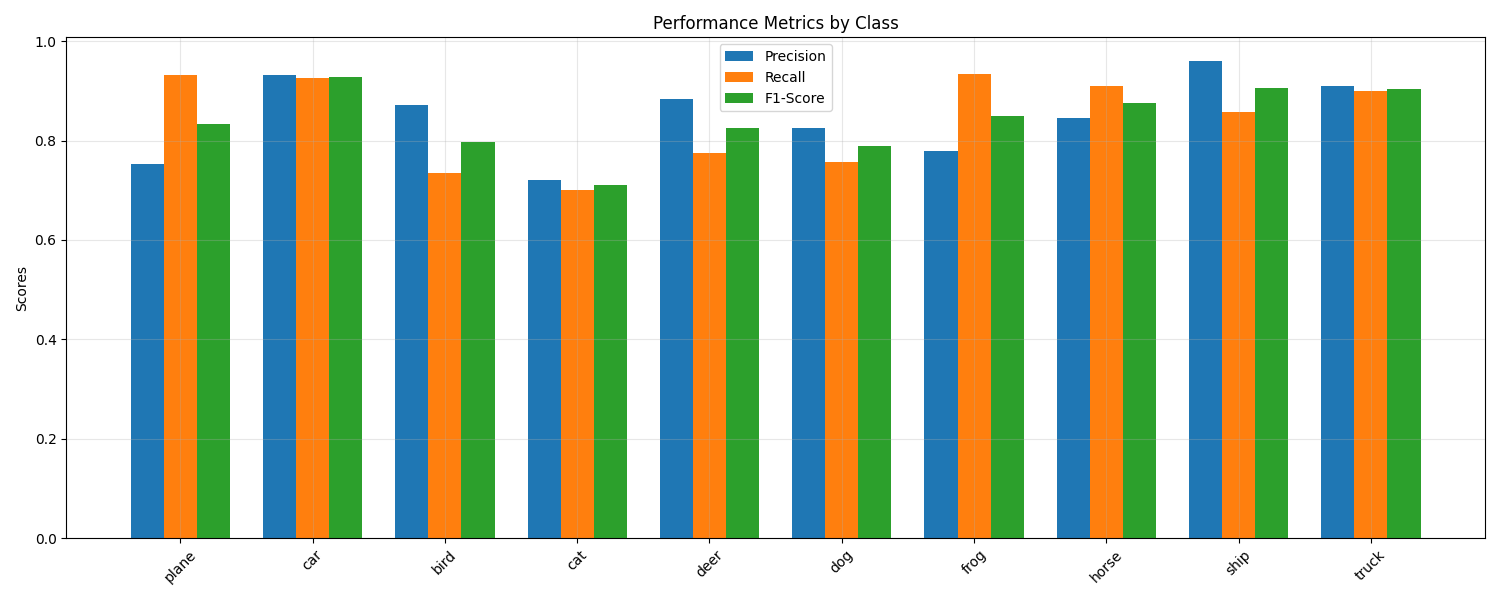 Performance Metrics by Class
Precision
Recall
F1-Score
Scores
1.0
0.8
0.6
0.4
0.2
0.0
plane
car
bird
cat
deer
dog
frog
horse
ship
truck